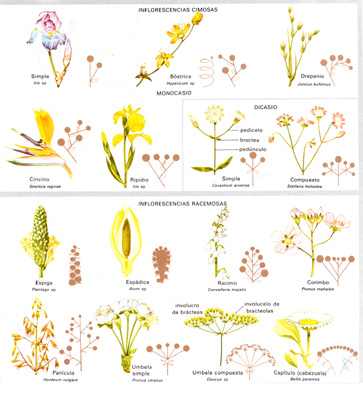 INFLORESCENCIAS CIMOSAS
Simple
Iris sp
Bóstrice
Hypericum sp
Drepanio
Juncus bufonius
MONOCASIO
DICASIO
pedicelo
bractea
pedúnculo
Cincino
Strelitzia reginae
Ripidio
Iris sp
Simple
Cerastium arvense
Compuesto
Stellaria holostea
INFLORESCENCIAS RACEMOSAS
Espiga
Plantago sp
Espádice
Arum sp
Racimo
Convallaria majalis
Corimbo
Prunus mahaleb
involucro
de brácteas
involucelo de
bracteolas
Panícula
Hordeum vulgare
Umbela
simple
Prunus cerasus
Umbela compuesta
Daucus sp
Capítulo (cabezuela)
Bellis perennis